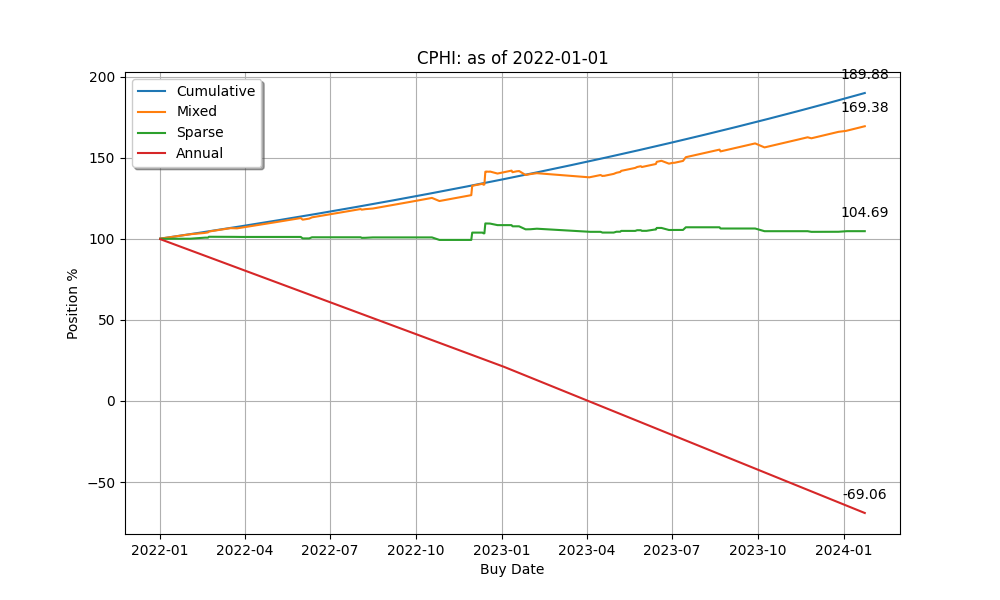 CPHI: as of 2022-01-01
200
150
100
50
0
−50
Position %
Cumulative
Mixed
Sparse
Annual
189.88
169.38
104.69
-69.06
2022-01
2022-04
2022-07
2022-10
2023-01
2023-04
2023-07
2023-10
2024-01
Buy Date